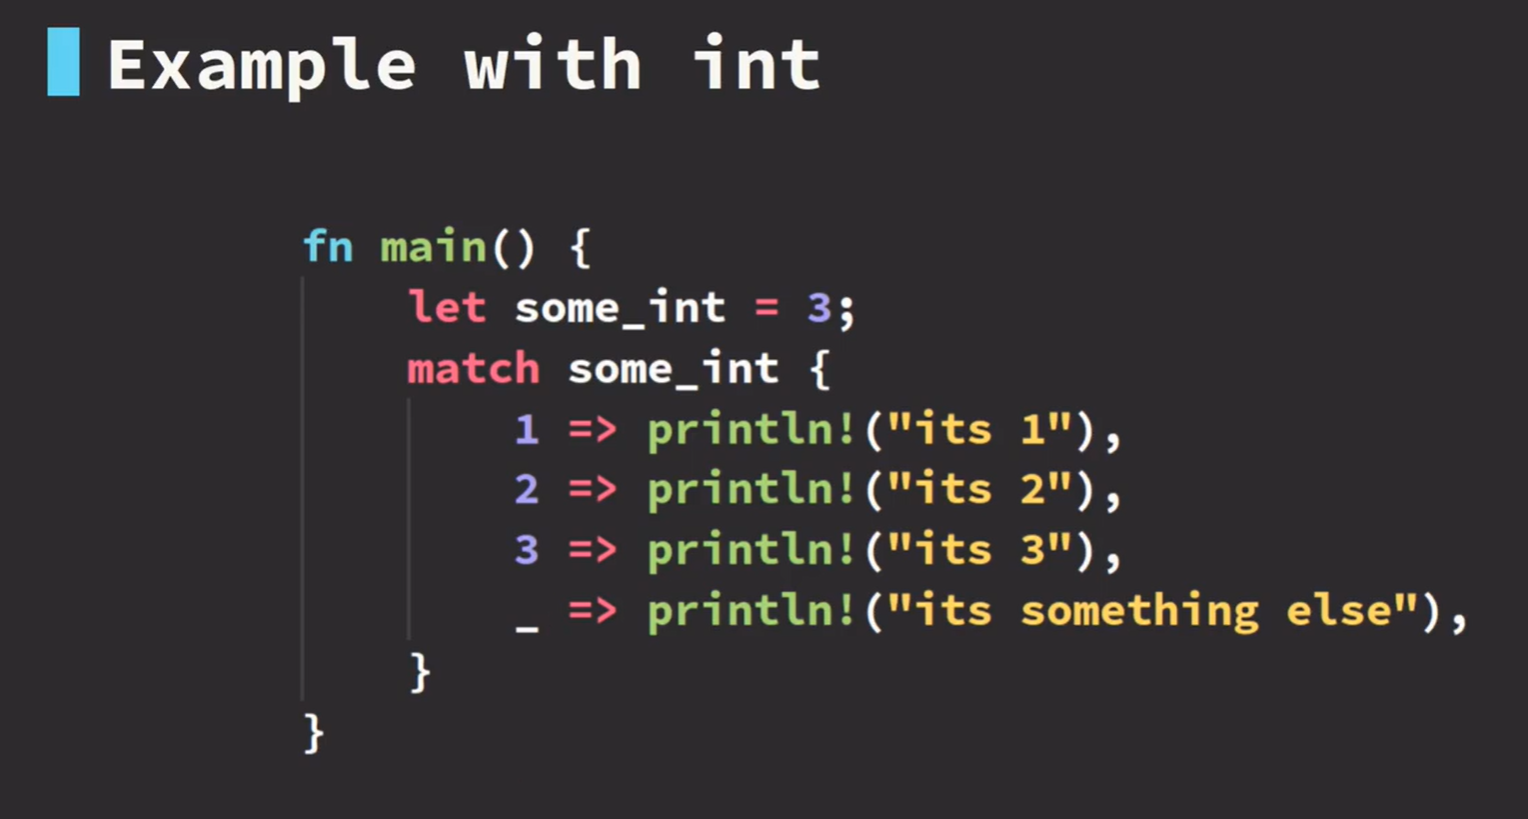 Example with int
fn main() {
    let some_int = 3;
    match some_int {
        1 => println!("its 1"),
        2 => println!("its 2"),
        3 => println!("its 3"),
        _ => println!("its something else"),
    }
}